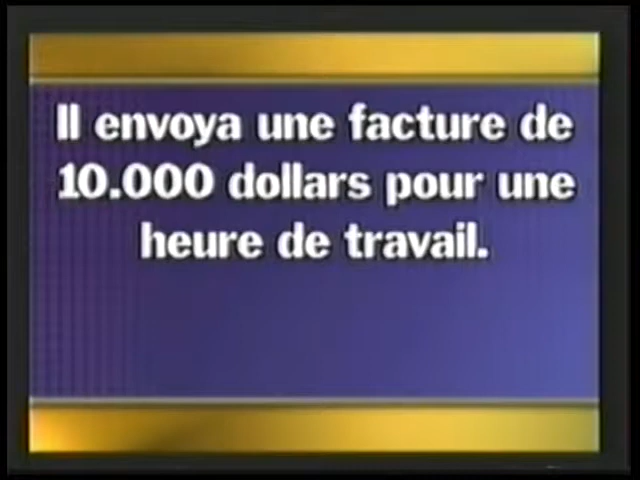 Il envoya une facture de
10.000 dollars pour une
heure de travail.